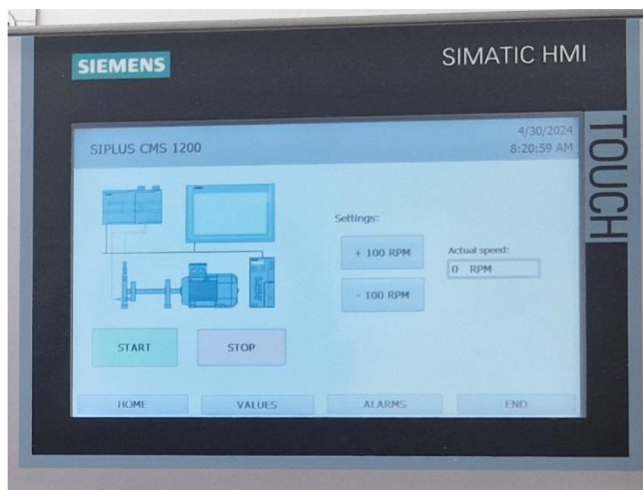 SIEMENS
SIMATIC HMI
TOUCH
SIPLUS CMS 1200
4/30/2024
8:20:59 AM
Settings:
+ 100 RPM
- 100 RPM
Actual speed:
0 RPM
START
STOP
HOME
VALUES
ALARMS
END